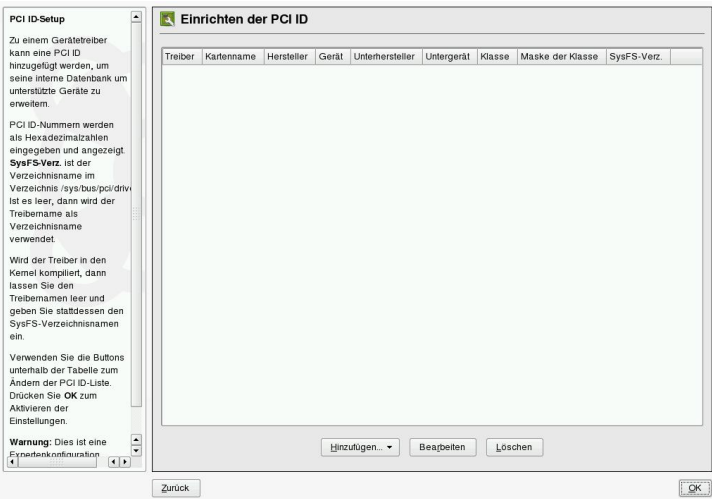 PCI ID-Setup
Zu einem Gerätetreiber
kann eine PCI ID
hinzugefügt werden, um
seine interne Datenbank um
unterstützte Geräte zu
erweitern.
PCI ID-Nummern werden
als Hexadezimalzahlen
eingegeben und angezeigt.
SysFS-Verz. ist der
Verzeichnisname im
Verzeichnis /sys/bus/pci/drive
Ist es leer, dann wird der
Treibername als
Verzeichnisname
verwendet.
Wird der Treiber in den
Kernel kompiliert, dann
lassen Sie den
Treibernamen leer und
geben Sie stattdessen den
SysFS-Verzeichnisnamen
ein.
Verwenden Sie die Buttons
unterhalb der Tabelle zum
Ändern der PCI ID-Liste.
Drücken Sie OK zum
Aktivieren der
Einstellungen.
Warnung: Dies ist eine
Expertenkonfiguration
Einrichten der PCI ID
Treiber Kartenname Hersteller Gerät Unterhersteller Untergerät Klasse Maske der Klasse SysFS-Verz.
Hinzufügen... Bearbeiten Löschen
Zurück OK